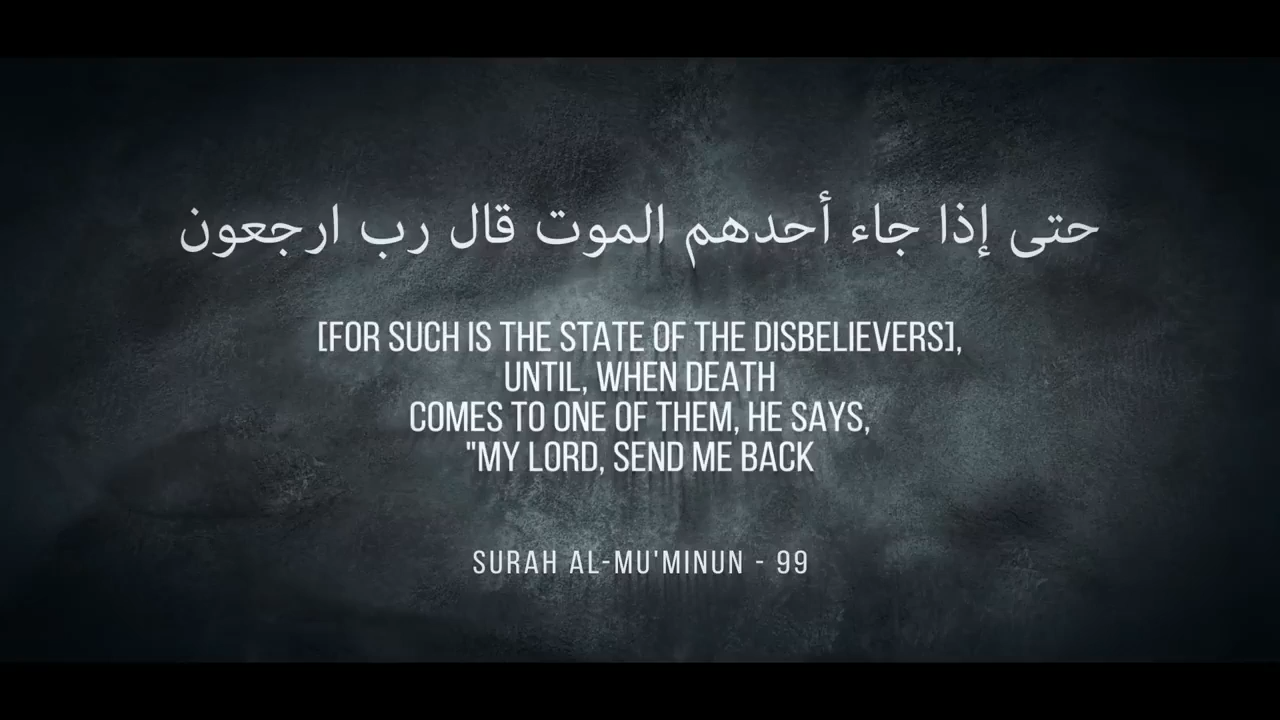 حتى إذا جاء أحدهم الموت قال رب ارجعون
[FOR SUCH IS THE STATE OF THE DISBELIEVERS],
UNTIL, WHEN DEATH
COMES TO ONE OF THEM, HE SAYS,
"MY LORD, SEND ME BACK
SURAH AL-MU'MINUN - 99